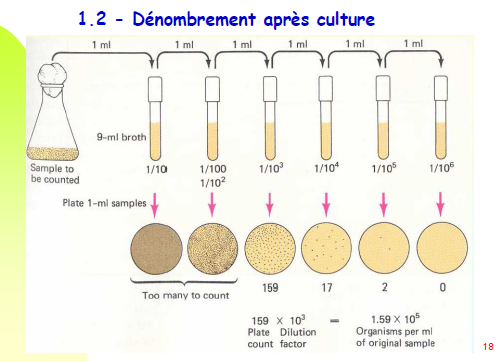 1.2 - Dénombrement après culture
1 ml 1 ml 1 ml 1 ml 1 ml 1 ml
9-ml broth
Sample to
be counted
1/10 1/100 1/10³ 1/10⁴ 1/10⁵ 1/10⁶
1/10²
Plate 1-ml samples
159 17 2 0
Too many to count
159 × 10³ = 1.59 × 10⁵
Plate Dilution Organisms per ml
count factor of original sample
18